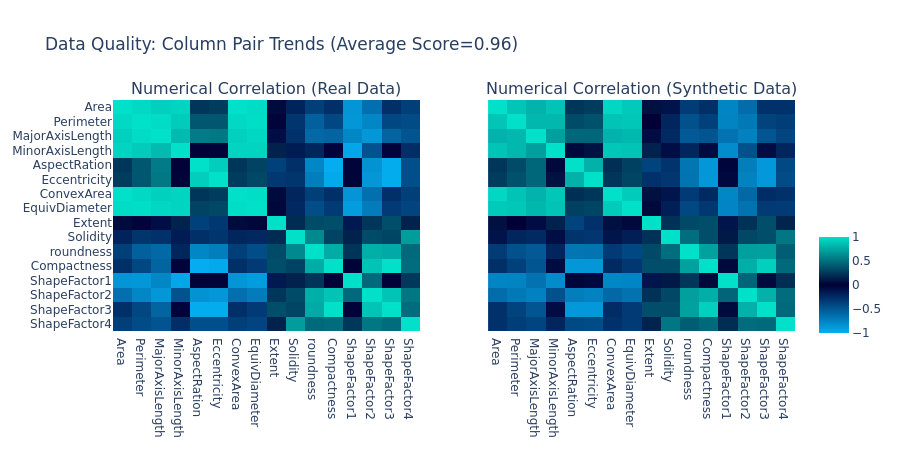 Data Quality: Column Pair Trends (Average Score=0.96)
Numerical Correlation (Real Data)
Numerical Correlation (Synthetic Data)
Area
Perimeter
MajorAxisLength
MinorAxisLength
AspectRation
Eccentricity
ConvexArea
EquivDiameter
Extent
Solidity
roundness
Compactness
ShapeFactor1
ShapeFactor2
ShapeFactor3
ShapeFactor4
Area
Perimeter
MajorAxisLength
MinorAxisLength
AspectRation
Eccentricity
ConvexArea
EquivDiameter
Extent
Solidity
roundness
Compactness
ShapeFactor1
ShapeFactor2
ShapeFactor3
ShapeFactor4
Area
Perimeter
MajorAxisLength
MinorAxisLength
AspectRation
Eccentricity
ConvexArea
EquivDiameter
Extent
Solidity
roundness
Compactness
ShapeFactor1
ShapeFactor2
ShapeFactor3
ShapeFactor4
1
0.5
0
−0.5
−1